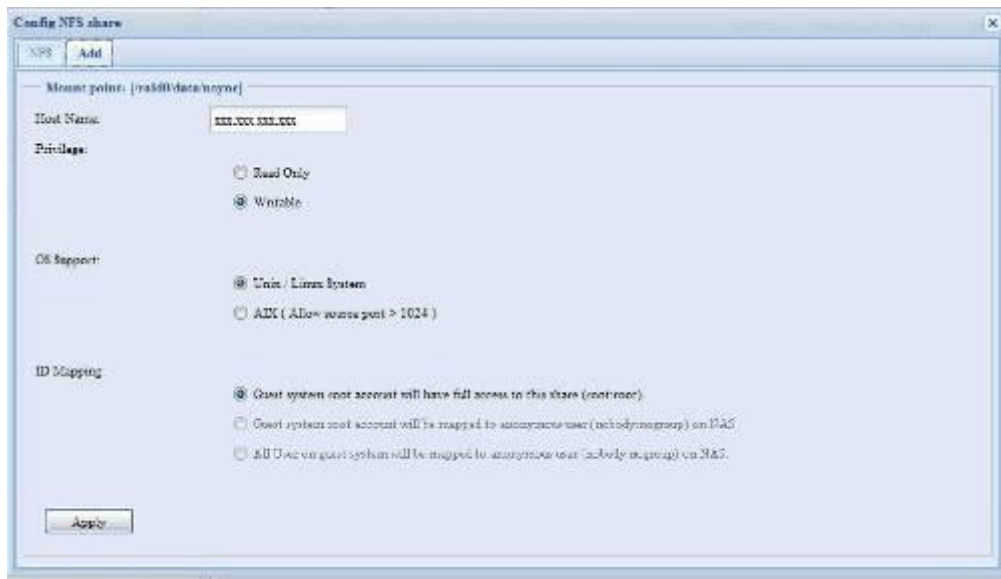 Config NFS share
NFS Add
Mount point: [/raid0/data/nsync]
Host Name: xxx.xxx.xxx.xxx
Privilege:
Read Only
Writable
OS Support:
Unix / Linux System
AIX ( Allow source port > 1024 )
ID Mapping
Guest system root account will have full access to this share (root:root).
Guest system root account will be mapped to anonymous user (nobody:nogroup) on NAS
All User on guest system will be mapped to anonymous user (nobody:nogroup) on NAS.
Apply